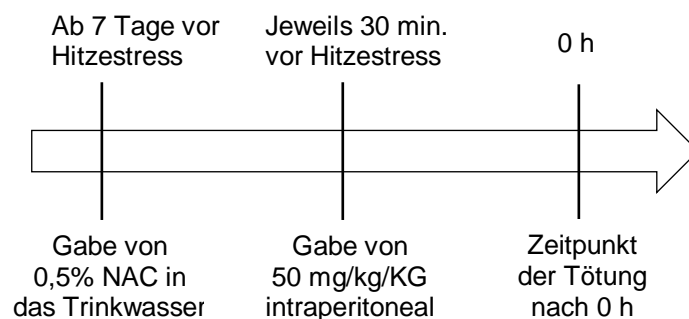 Ab 7 Tage vor
Hitzestress
Jeweils 30 min.
vor Hitzestress
0 h
Gabe von
0,5% NAC in
das Trinkwasser
Gabe von
50 mg/kg/KG
intraperitoneal
Zeitpunkt
der Tötung
nach 0 h